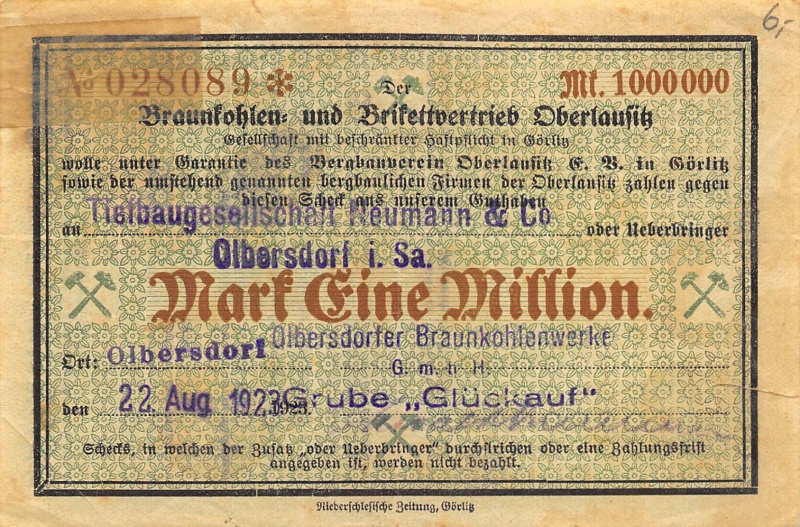 6,-
№ 028089 * Mk. 1000000
Der
Braunkohlen- und Brikettvertrieb Oberlausitz
Gesellschaft mit beschränkter Haftpflicht in Görlitz
wolle unter Garantie des Bergbauverein Oberlausitz E. V. in Görlitz
sowie der umstehend genannten bergbaulichen Firmen der Oberlausitz zahlen gegen
diesen Scheck aus unserem Guthaben
an Tiefbaugesellschaft Neumann & Co oder Ueberbringer
Olbersdorf i. Sa.
Mark Eine Million.
Olbersdorfer Braunkohlenwerke
Ort: Olbersdorf G. m. b. H.
den 22. Aug. 1923 1923. Grube „Glückauf"
Schecks, in welchen der Zusatz „oder Ueberbringer" durchstrichen oder eine Zahlungsfrist
angegeben ist, werden nicht bezahlt.
Niederschlesische Zeitung, Görlitz